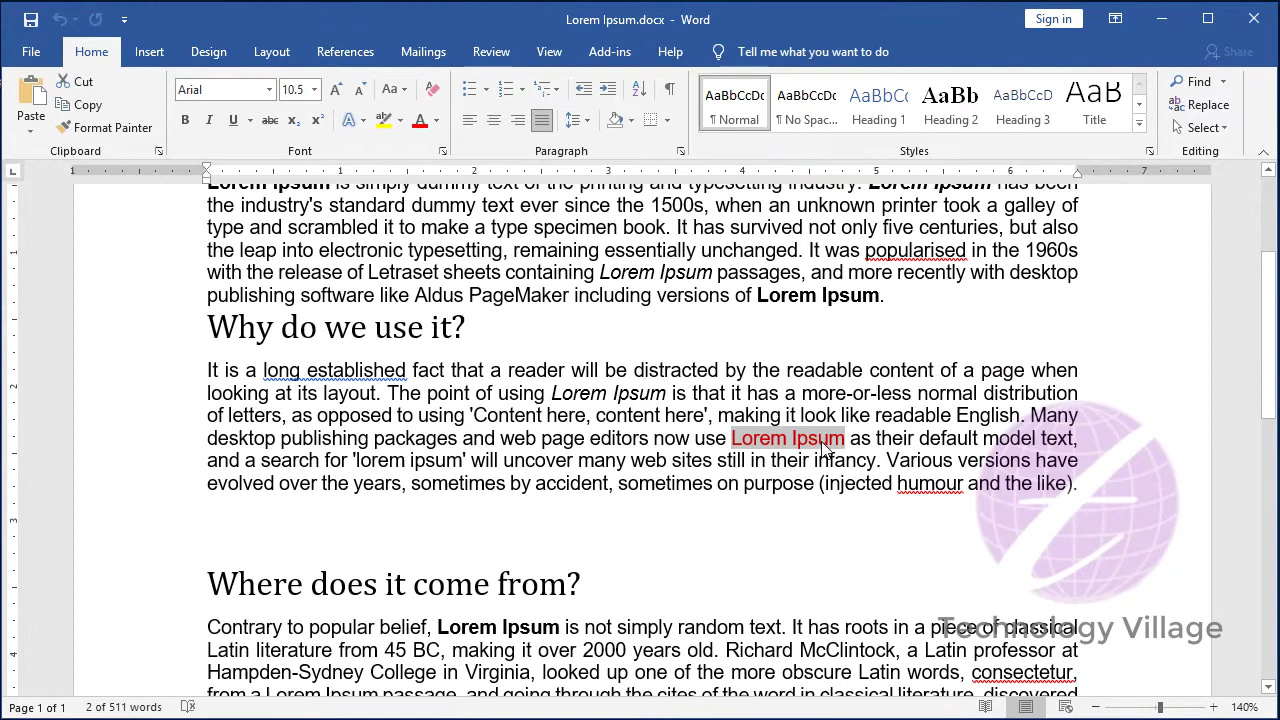 Lorem Ipsum.docx - Word
Sign in
File Home Insert Design Layout References Mailings Review View Add-ins Help Tell me what you want to do Share
Paste
Cut
Copy
Format Painter
Clipboard
Arial 10.5
Font
Paragraph
AaBbCcDc AaBbCcDc AaBbC AaBb AaBbCcD AaB
¶ Normal ¶ No Spac... Heading 1 Heading 2 Heading 3 Title
Styles
Find
Replace
Select
Editing
1 1 2 3 4 5 6 7
Lorem Ipsum is simply dummy text of the printing and typesetting industry. Lorem Ipsum has been
the industry's standard dummy text ever since the 1500s, when an unknown printer took a galley of
type and scrambled it to make a type specimen book. It has survived not only five centuries, but also
the leap into electronic typesetting, remaining essentially unchanged. It was popularised in the 1960s
with the release of Letraset sheets containing Lorem Ipsum passages, and more recently with desktop
publishing software like Aldus PageMaker including versions of Lorem Ipsum.
Why do we use it?
It is a long established fact that a reader will be distracted by the readable content of a page when
looking at its layout. The point of using Lorem Ipsum is that it has a more-or-less normal distribution
of letters, as opposed to using 'Content here, content here', making it look like readable English. Many
desktop publishing packages and web page editors now use Lorem Ipsum as their default model text,
and a search for 'lorem ipsum' will uncover many web sites still in their infancy. Various versions have
evolved over the years, sometimes by accident, sometimes on purpose (injected humour and the like).
Where does it come from?
Contrary to popular belief, Lorem Ipsum is not simply random text. It has roots in a piece of classical
Technology Village
Latin literature from 45 BC, making it over 2000 years old. Richard McClintock, a Latin professor at
Hampden-Sydney College in Virginia, looked up one of the more obscure Latin words, consectetur,
from a Lorem Ipsum passage, and going through the cites of the word in classical literature, discovered
Page 1 of 1 2 of 511 words 140%